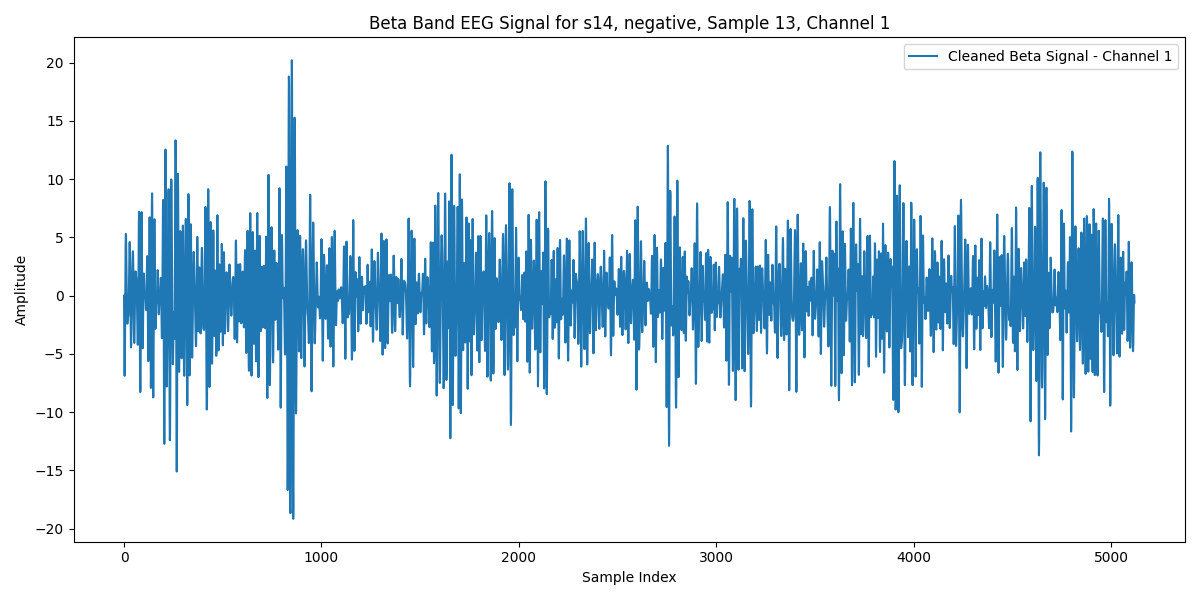 Beta Band EEG Signal for s14, negative, Sample 13, Channel 1
Cleaned Beta Signal - Channel 1
Amplitude
20
15
10
5
0
−5
−10
−15
−20
0 1000 2000 3000 4000 5000
Sample Index